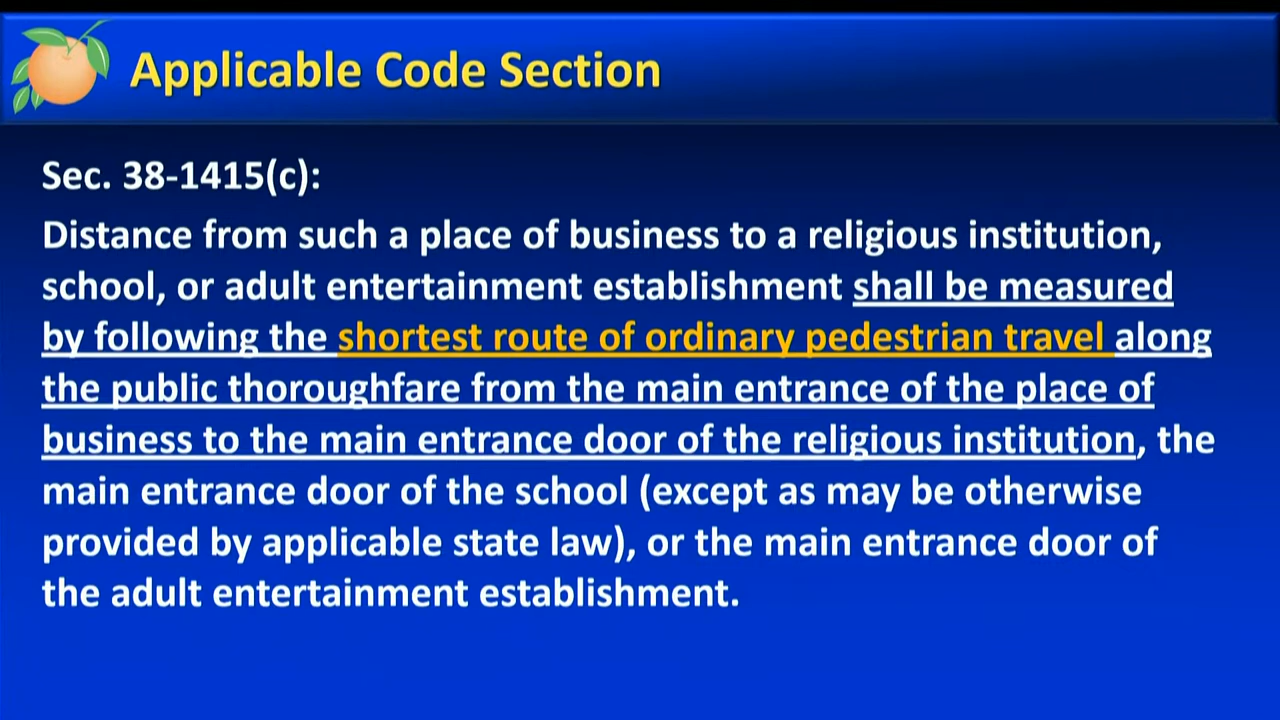 Applicable Code Section
Sec. 38-1415(c):
Distance from such a place of business to a religious institution,
school, or adult entertainment establishment shall be measured
by following the shortest route of ordinary pedestrian travel along
the public thoroughfare from the main entrance of the place of
business to the main entrance door of the religious institution, the
main entrance door of the school (except as may be otherwise
provided by applicable state law), or the main entrance door of
the adult entertainment establishment.